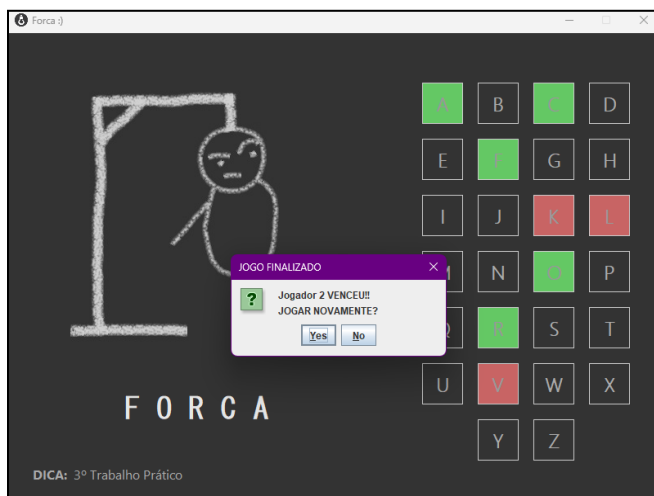 Forca :)
A B C D
E F G H
I J K L
JOGO FINALIZADO
M N O P
?
Jogador 2 VENCEU!!
JOGAR NOVAMENTE?
Yes No
Q R S T
U V W X
F O R C A
Y Z
DICA: 3º Trabalho Prático